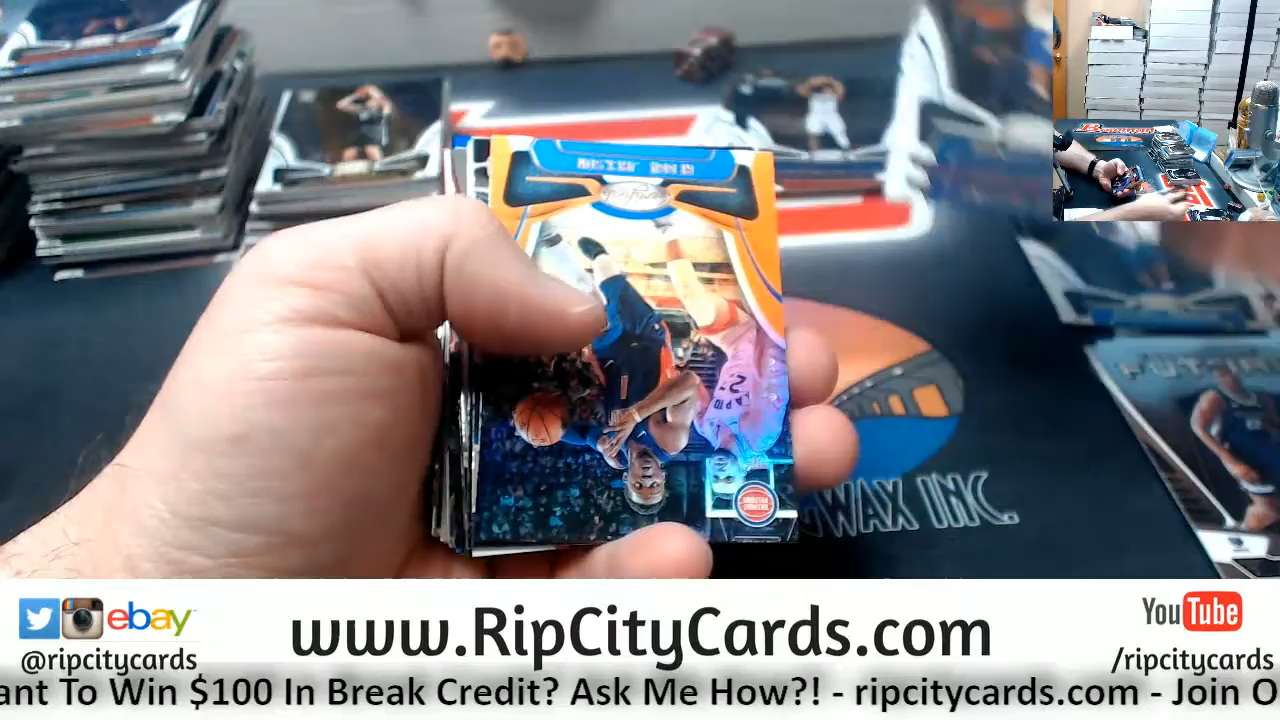 FUTURE
WAX INC.
ebay
@ripcitycards
www.RipCityCards.com
YouTube
/ripcitycards
ant To Win $100 In Break Credit? Ask Me How?! - ripcitycards.com - Join O